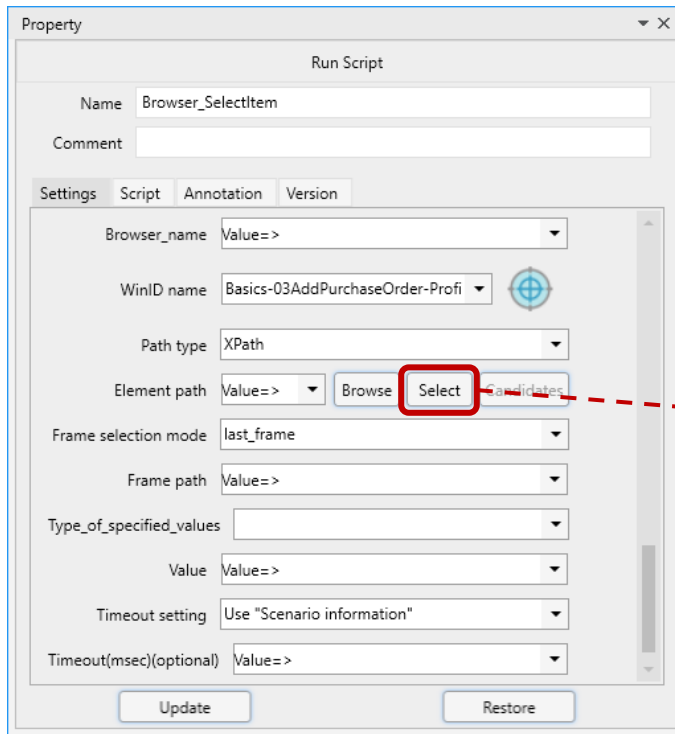 Property
Run Script
Name Browser_SelectItem
Comment
Settings Script Annotation Version
Browser_name Value=>
WinID name Basics-03AddPurchaseOrder-Profi
Path type XPath
Element path Value=> Browse Select Candidates
Frame selection mode last_frame
Frame path Value=>
Type_of_specified_values
Value Value=>
Timeout setting Use "Scenario information"
Timeout(msec)(optional) Value=>
Update Restore